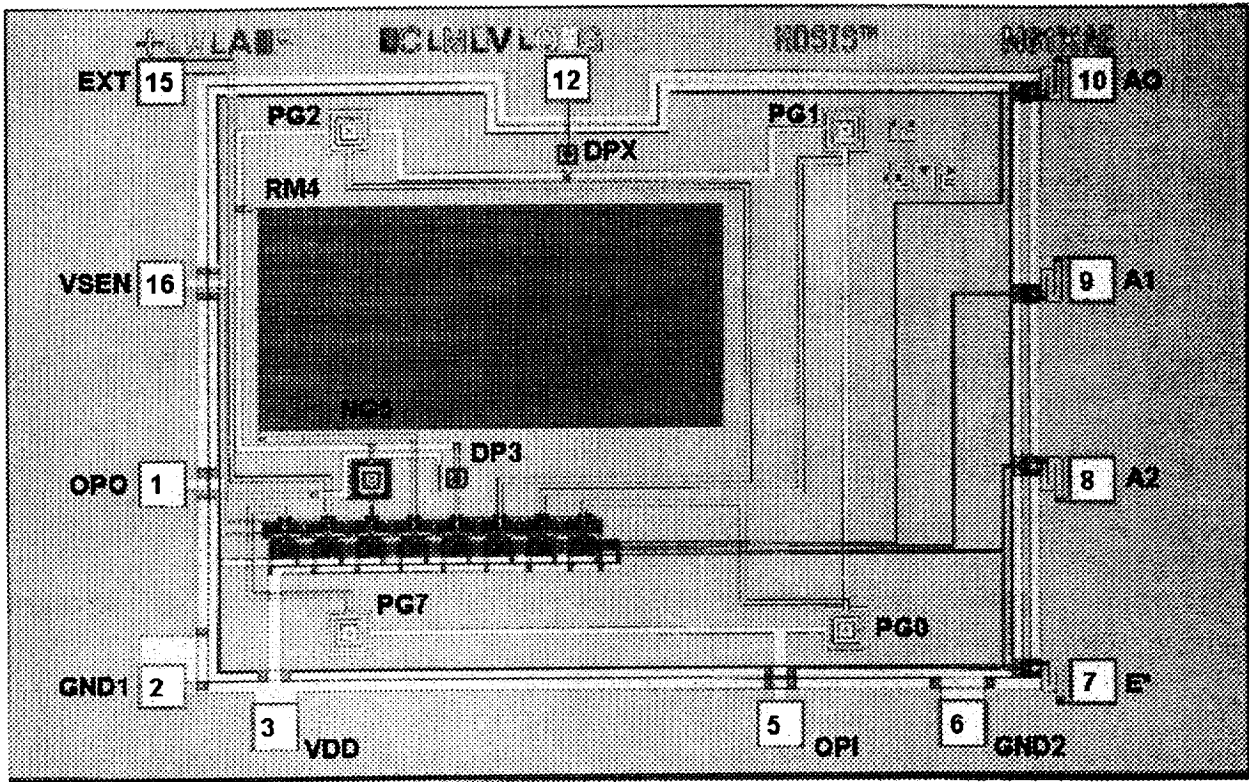 EXT 15 12 10 AO
PG2 PG1
DPX
RM4
VSEN 16 9 A1
DP3
OPO 1 8 A2
PG7 PG0
GND1 2 7 E*
3 VDD 5 OPI 6 GND2